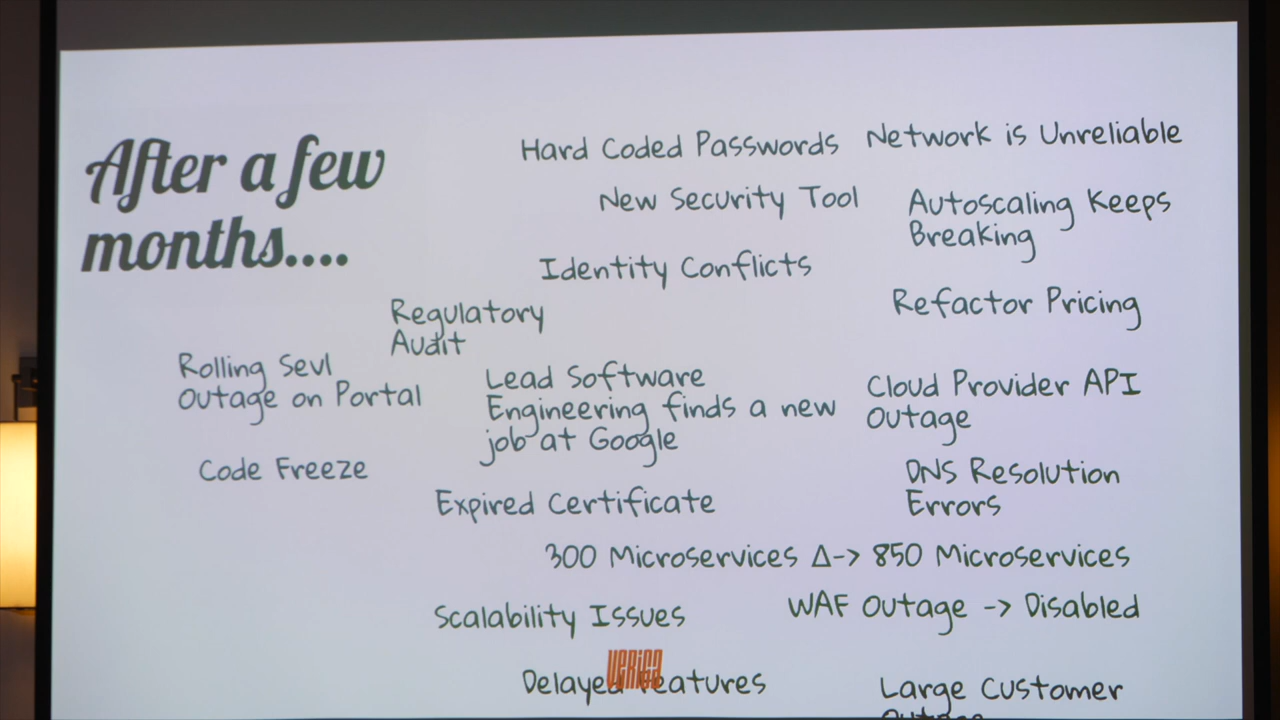 After a few
months....
Hard Coded Passwords
Network is Unreliable
New Security Tool
Autoscaling Keeps
Breaking
Identity Conflicts
Refactor Pricing
Regulatory
Audit
Rolling Sev1
Outage on Portal
Lead Software
Engineering finds a new
job at Google
Cloud Provider API
Outage
Code Freeze
DNS Resolution
Errors
Expired Certificate
300 Microservices Δ-> 850 Microservices
Scalability Issues
WAF Outage -> Disabled
Delayed Features
VERICA
Large Customer
Outage